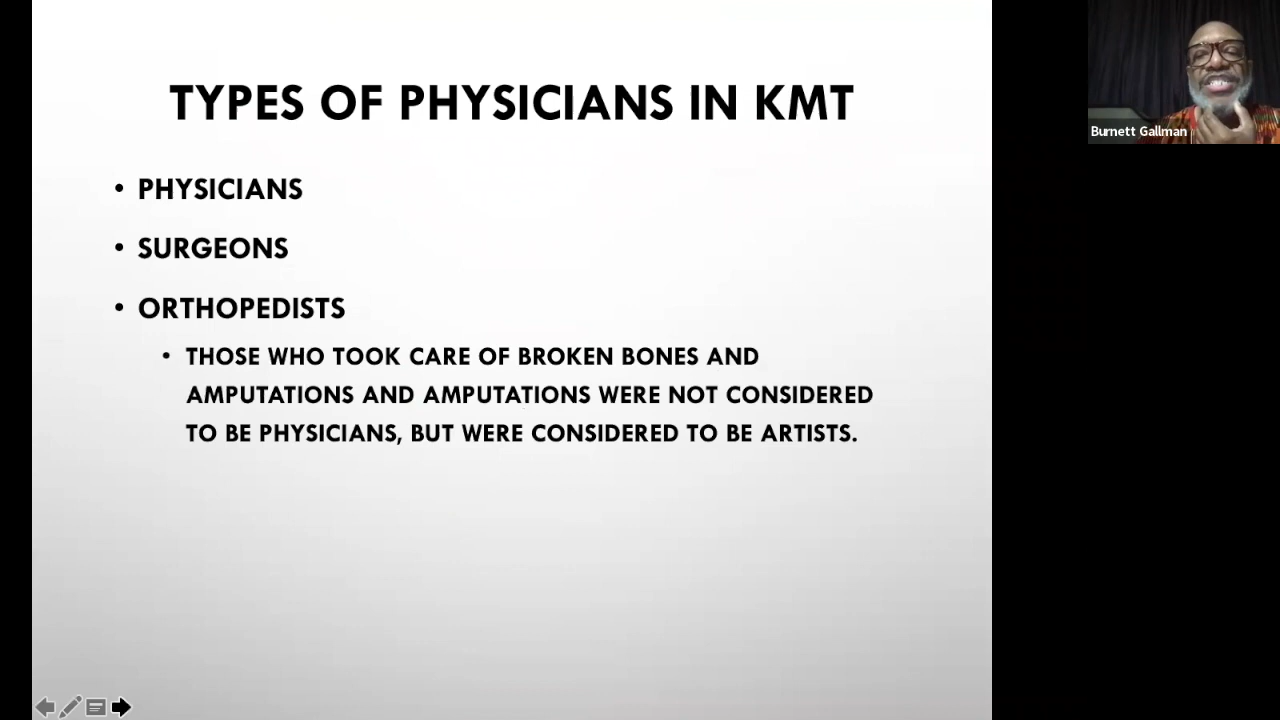 TYPES OF PHYSICIANS IN KMT
• PHYSICIANS
• SURGEONS
• ORTHOPEDISTS
• THOSE WHO TOOK CARE OF BROKEN BONES AND
AMPUTATIONS AND AMPUTATIONS WERE NOT CONSIDERED
TO BE PHYSICIANS, BUT WERE CONSIDERED TO BE ARTISTS.
Burnett Gallman